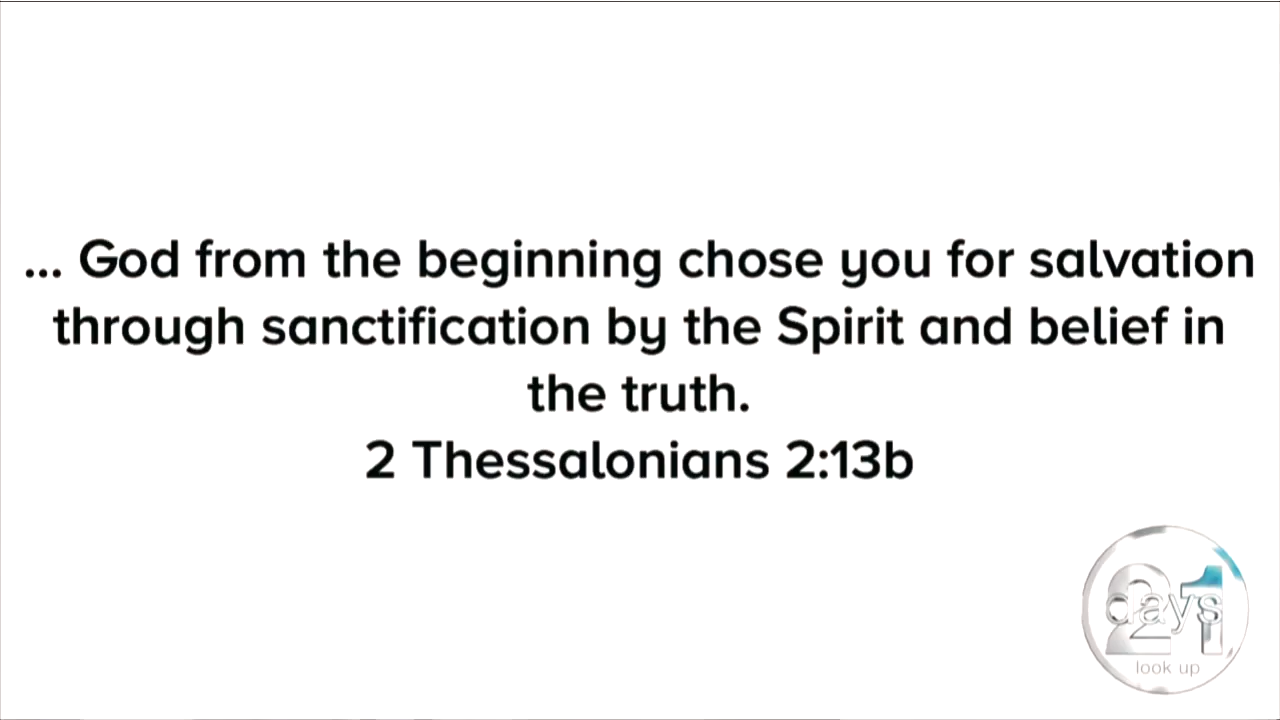 ... God from the beginning chose you for salvation
through sanctification by the Spirit and belief in
the truth.
2 Thessalonians 2:13b
21
days
look up